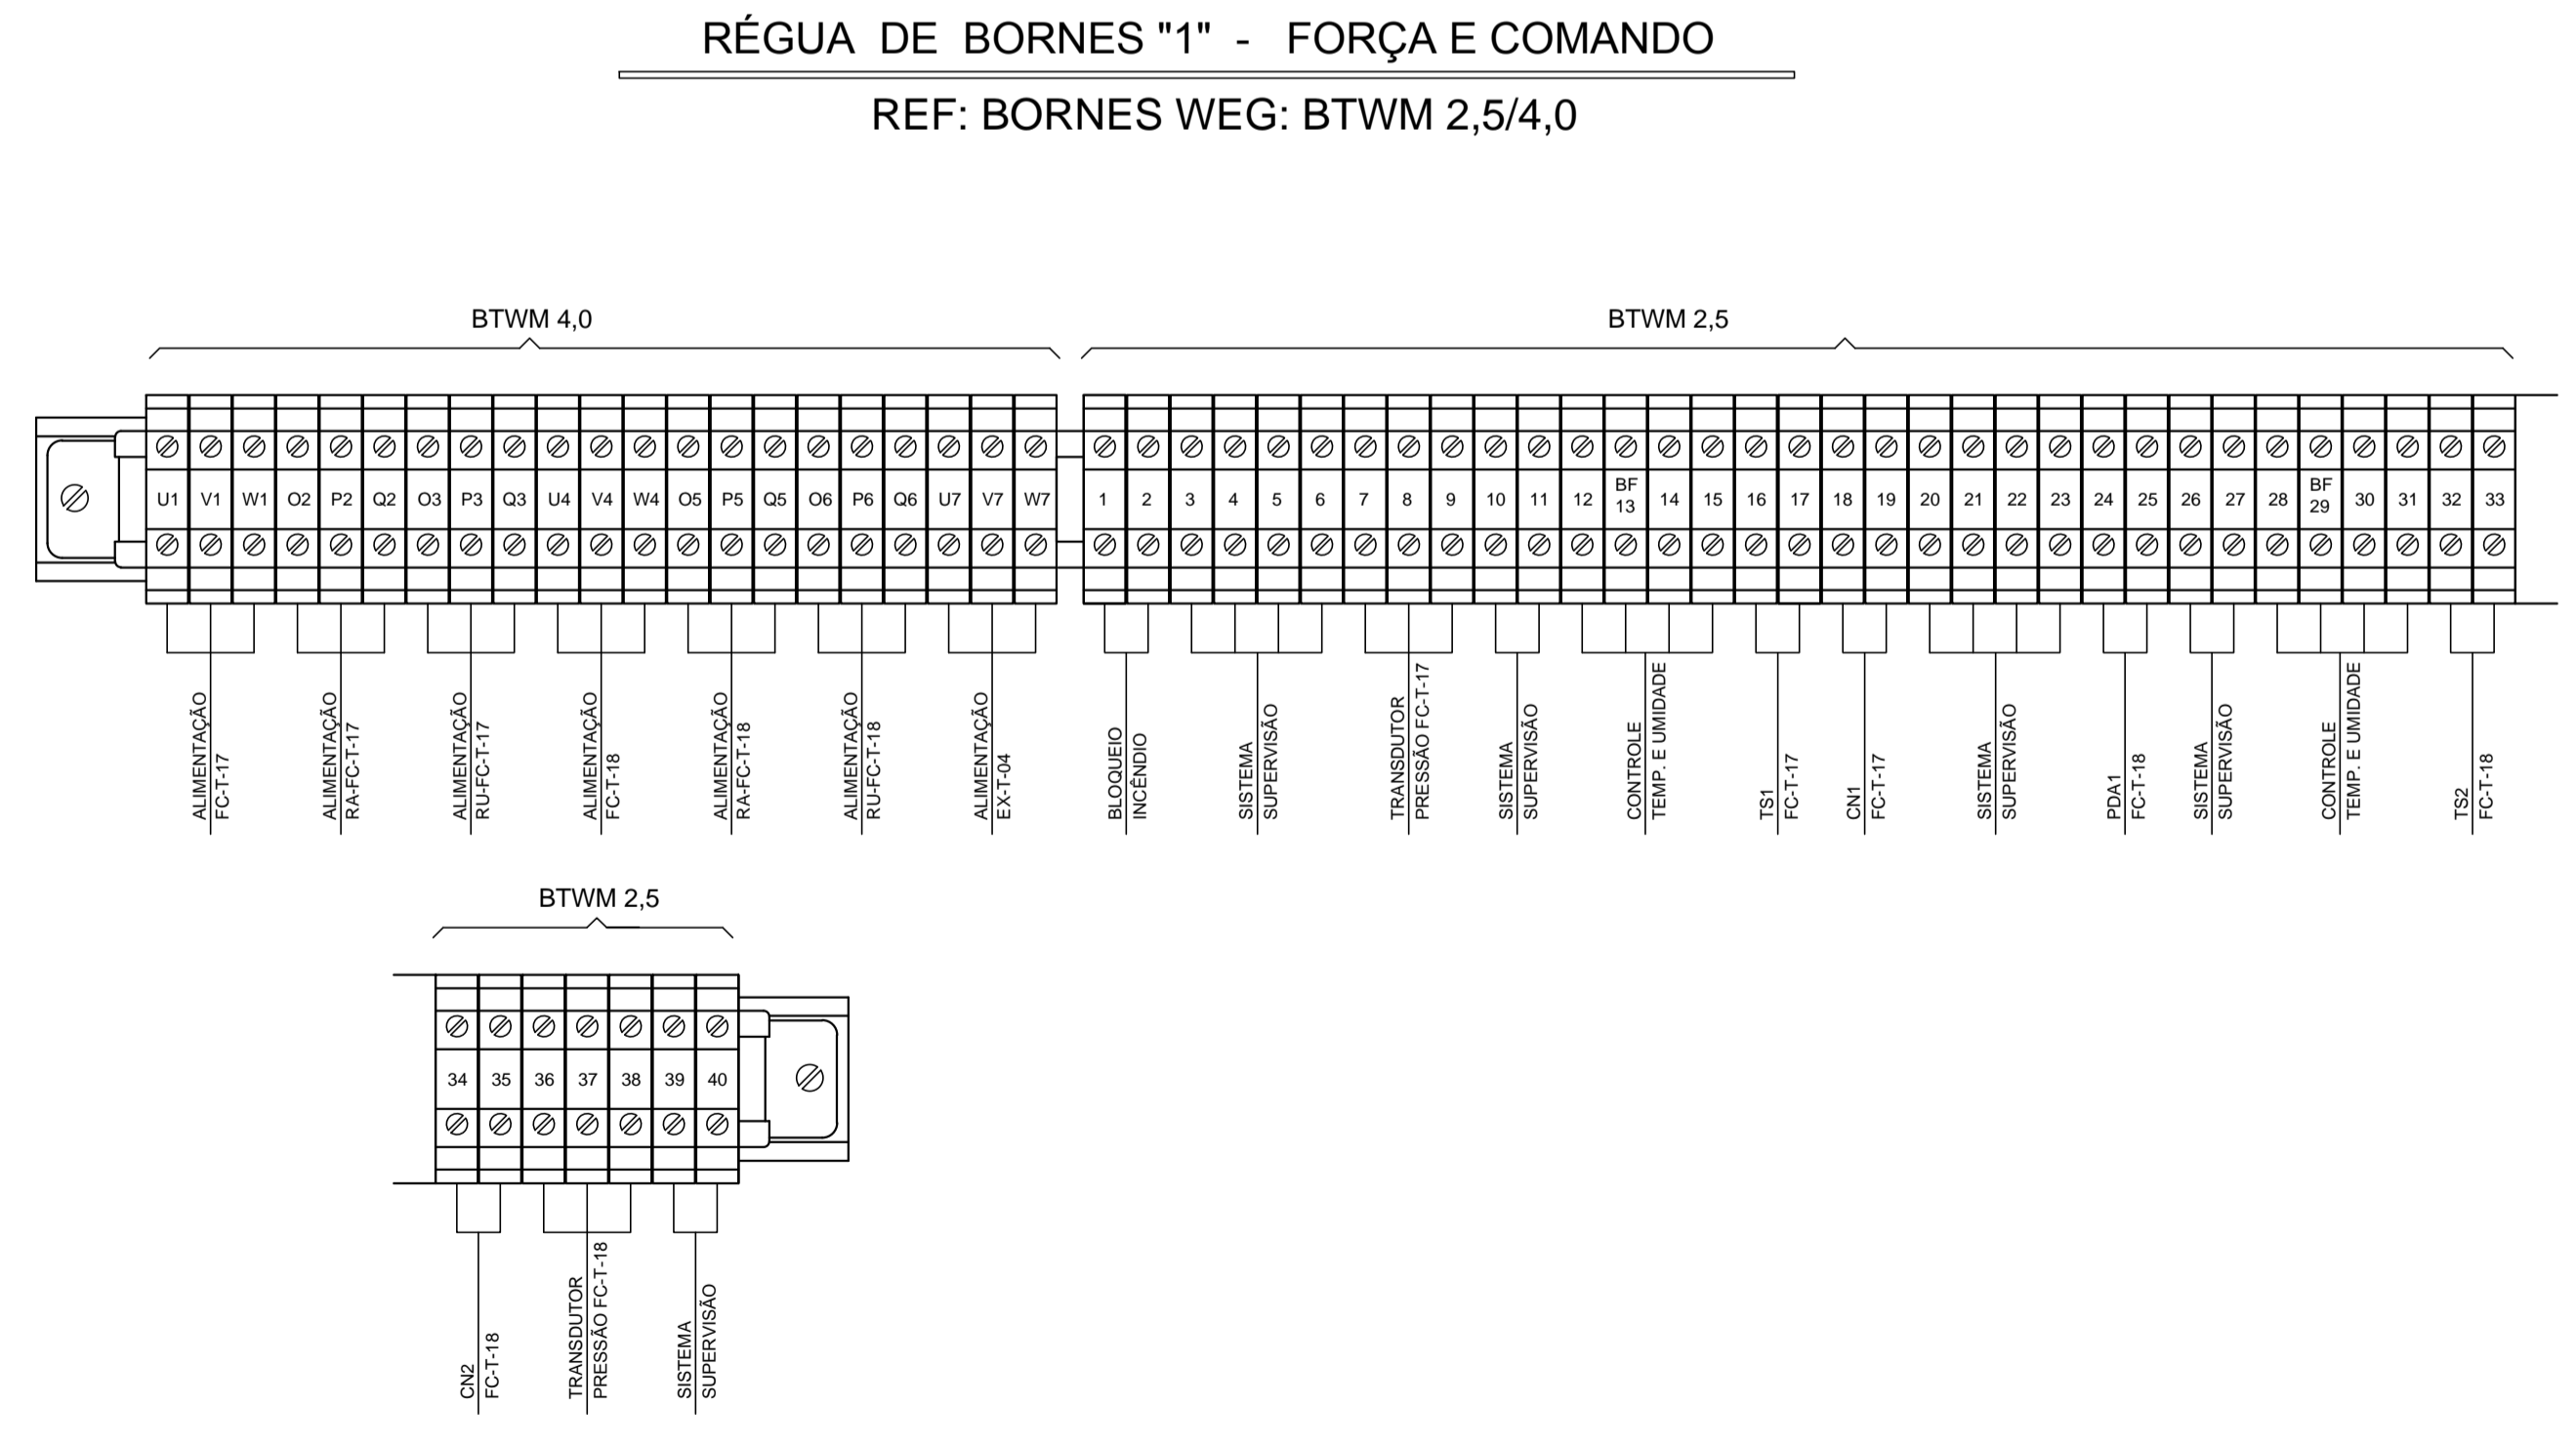 RÉGUA DE BORNES "1" - FORÇA E COMANDO
REF: BORNES WEG: BTWM 2,5/4,0
BTWM 4,0
BTWM 2,5
U1 V1 W1 O2 P2 Q2 O3 P3 Q3 U4 V4 W4 O5 P5 Q5 O6 P6 Q6 U7 V7 W7
1 2 3 4 5 6 7 8 9 10 11 12 BF 13 14 15 16 17 18 19 20 21 22 23 24 25 26 27 28 BF 29 30 31 32 33
ALIMENTAÇÃO
FC-T-17
ALIMENTAÇÃO
RA-FC-T-17
ALIMENTAÇÃO
RU-FC-T-17
ALIMENTAÇÃO
FC-T-18
ALIMENTAÇÃO
RA-FC-T-18
ALIMENTAÇÃO
RU-FC-T-18
ALIMENTAÇÃO
EX-T-04
BLOQUEIO
INCÊNDIO
SISTEMA
SUPERVISÃO
TRANSDUTOR
PRESSÃO FC-T-17
SISTEMA
SUPERVISÃO
CONTROLE
TEMP. E UMIDADE
TS1
FC-T-17
CN1
FC-T-17
SISTEMA
SUPERVISÃO
PDA1
FC-T-18
SISTEMA
SUPERVISÃO
CONTROLE
TEMP. E UMIDADE
TS2
FC-T-18
BTWM 2,5
34 35 36 37 38 39 40
CN2
FC-T-18
TRANSDUTOR
PRESSÃO FC-T-18
SISTEMA
SUPERVISÃO